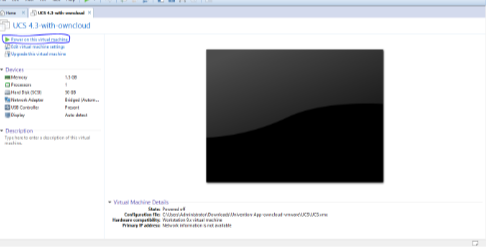 Home
UCS 4.3-with-owncloud
UCS 4.3-with-owncloud
Power on this virtual machine
Edit virtual machine settings
Upgrade this virtual machine
Devices
Memory 1.5 GB
Processors 1
Hard Disk (SCSI) 50 GB
Network Adapter Bridged (Autom...
USB Controller Present
Display Auto detect
Description
Type here to enter a description of this virtual
machine.
Virtual Machine Details
State: Powered off
Configuration file: C:\Users\Administrator\Downloads\Univention-App-owncloud-vmware\UCS\UCS.vmx
Hardware compatibility: Workstation virtual machine
Primary IP address: Network information is not available